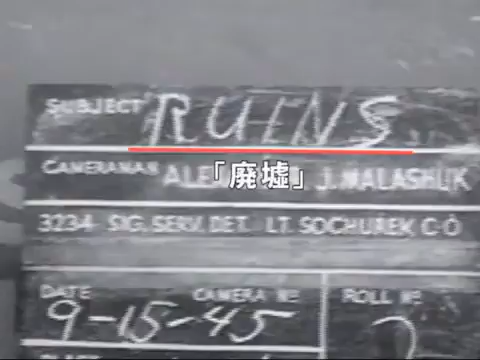 SUBJECT RUINS
CAMERAMAN J. MALASHUK
「廃墟」
3234 SIG. SERV. DET. LT. SOCHUREK C O
DATE CAMERA Nº ROLL Nº
9-15-45